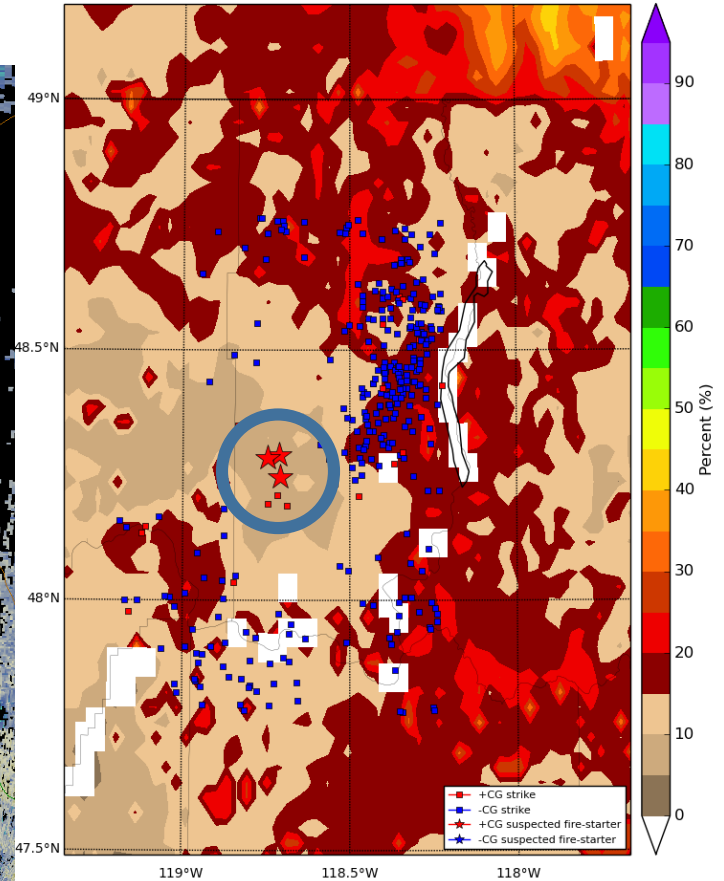 49°N
48.5°N
48°N
47.5°N
119°W
118.5°W
118°W
90
80
70
60
50
40
30
20
10
0
Percent (%)
+CG strike
-CG strike
+CG suspected fire-starter
-CG suspected fire-starter